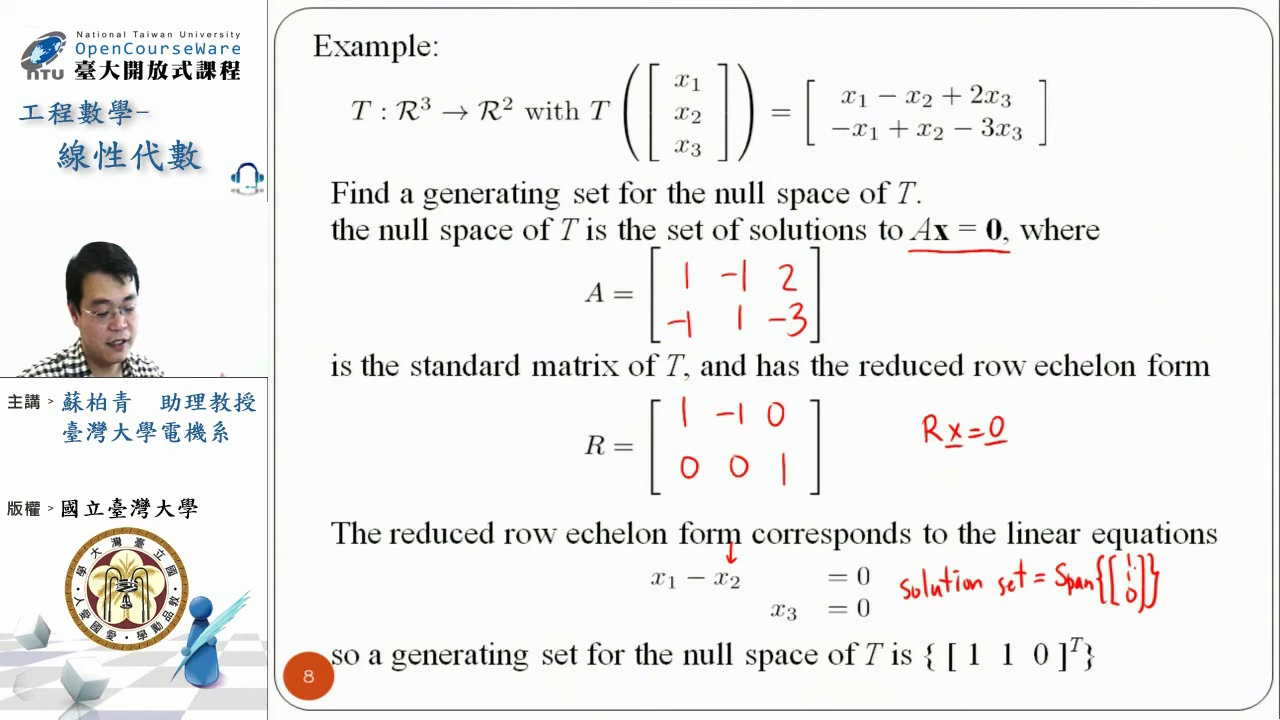 National Taiwan University
OpenCourseWare
NTU 臺大開放式課程
工程數學-
線性代數
主講 > 蘇柏青 助理教授
臺灣大學電機系
版權 > 國立臺灣大學
Example:
T : R³ → R² with T ( [ x₁ x₂ x₃ ] ) = [ x₁ − x₂ + 2x₃
−x₁ + x₂ − 3x₃ ]
Find a generating set for the null space of T.
the null space of T is the set of solutions to Ax = 0, where
A = [ 1 -1 2
-1 1 -3 ]
is the standard matrix of T, and has the reduced row echelon form
R = [ 1 -1 0
0 0 1 ]
Rx=0
The reduced row echelon form corresponds to the linear equations
x₁ − x₂ = 0
x₃ = 0
solution set = Span{[ 1 1 0 ]}
so a generating set for the null space of T is { [ 1 1 0 ]ᵀ}
8